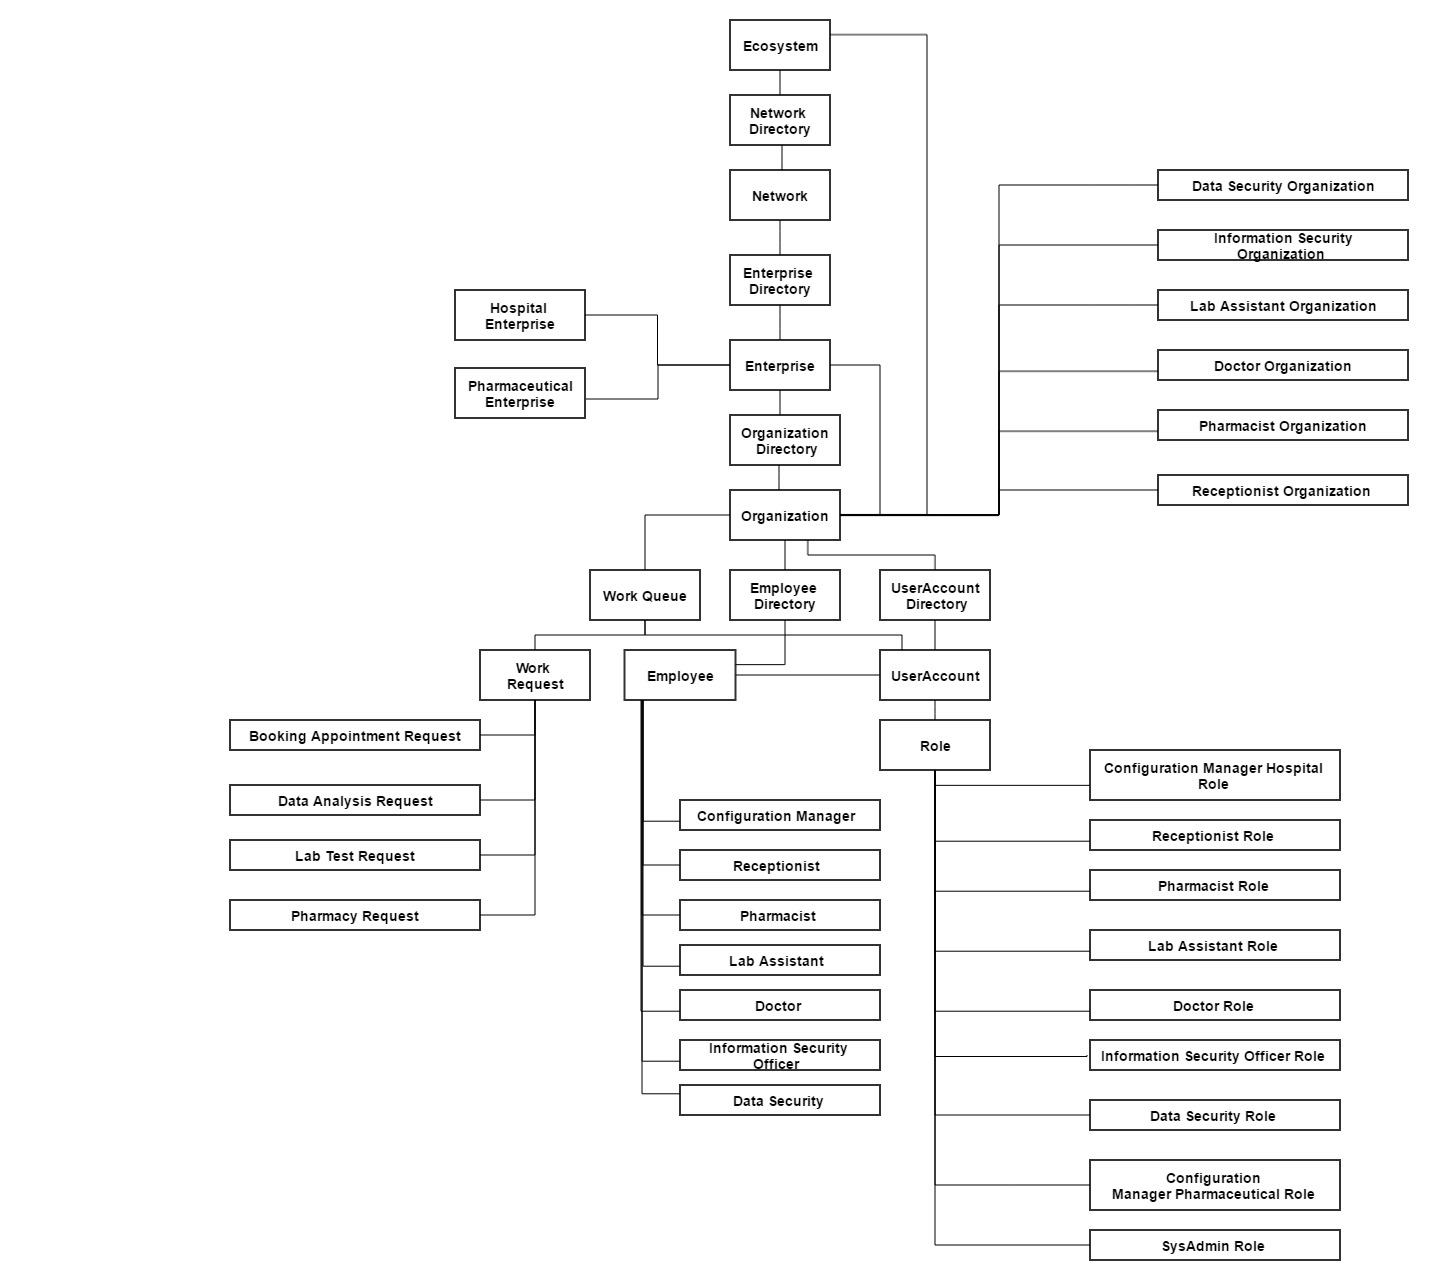 Ecosystem
Network
Directory
Network
Data Security Organization
Information Security
Organization
Enterprise
Directory
Hospital
Enterprise
Lab Assistant Organization
Enterprise
Doctor Organization
Pharmaceutical
Enterprise
Organization
Directory
Pharmacist Organization
Organization
Receptionist Organization
Work Queue
Employee
Directory
UserAccount
Directory
Work
Request
Employee
UserAccount
Booking Appointment Request
Role
Configuration Manager Hospital
Role
Data Analysis Request
Configuration Manager
Receptionist Role
Lab Test Request
Receptionist
Pharmacist Role
Pharmacy Request
Pharmacist
Lab Assistant
Lab Assistant Role
Doctor
Doctor Role
Information Security
Officer
Information Security Officer Role
Data Security
Data Security Role
Configuration
Manager Pharmaceutical Role
SysAdmin Role